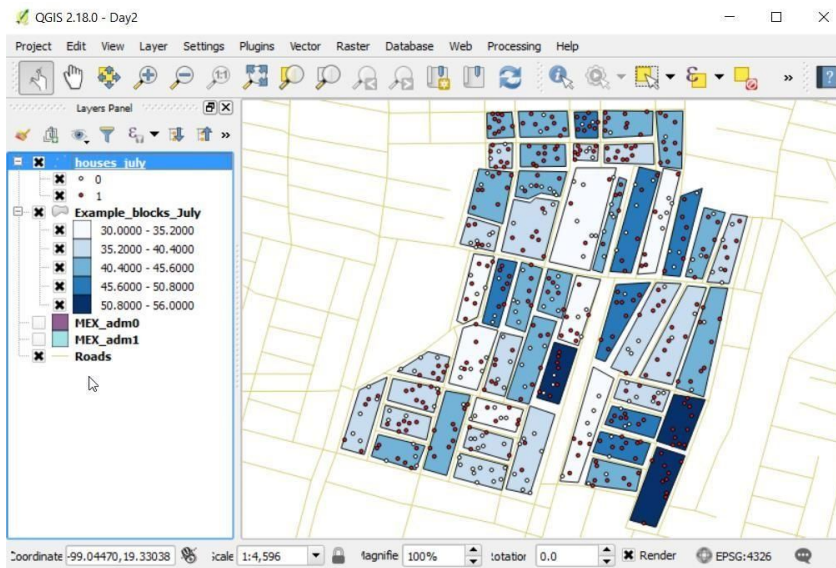 QGIS 2.18.0 - Day2
Project Edit View Layer Settings Plugins Vector Raster Database Web Processing Help
Layers Panel
houses_july
0
1
Example_blocks_July
30.0000 - 35.2000
35.2000 - 40.4000
40.4000 - 45.6000
45.6000 - 50.8000
50.8000 - 56.0000
MEX_adm0
MEX_adm1
Roads
Coordinate -99.04470,19.33038 Scale 1:4,596 Magnifie 100% Rotation 0.0 Render EPSG:4326